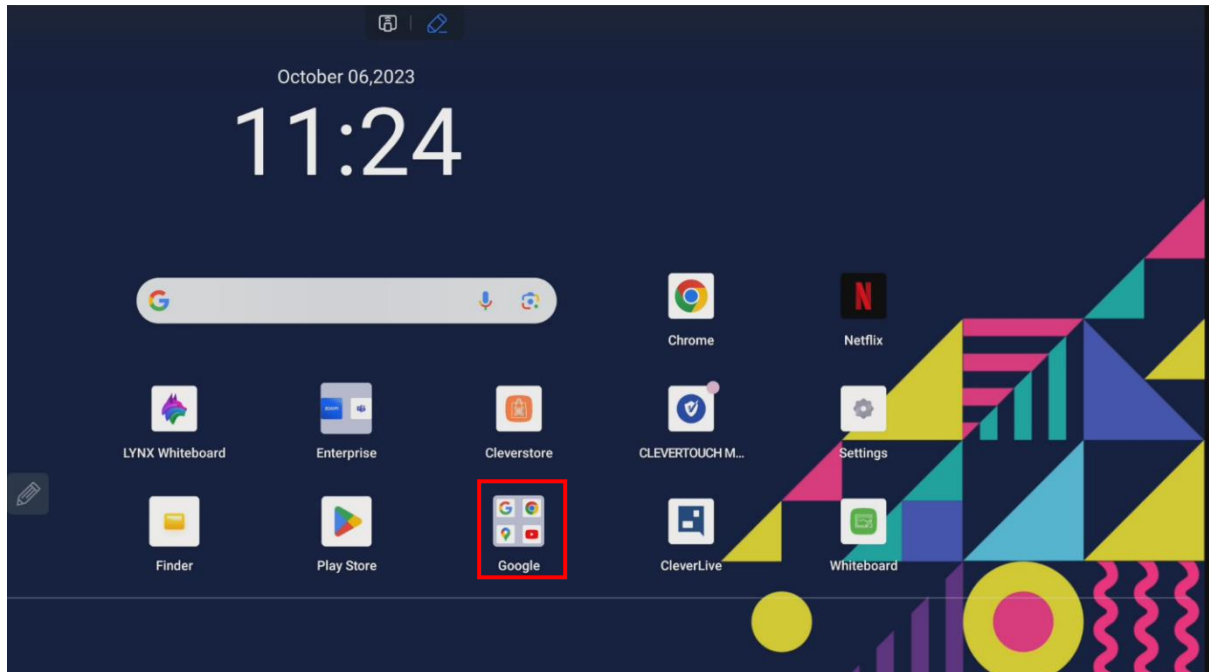 October 06,2023
11:24
Chrome
Netflix
LYNX Whiteboard
Enterprise
Cleverstore
CLEVERTOUCH M...
Settings
Finder
Play Store
Google
CleverLive
Whiteboard